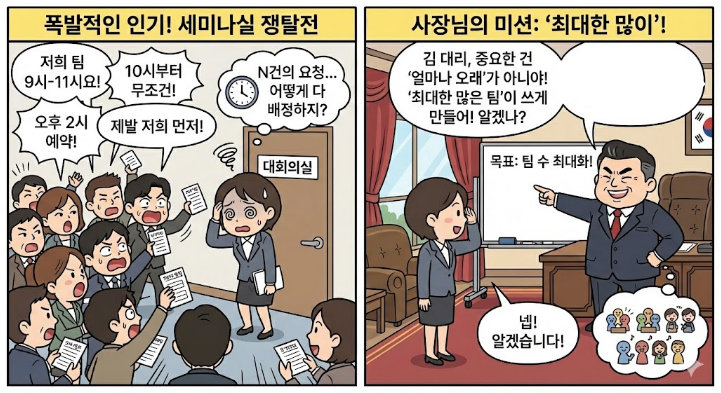 폭발적인 인기! 세미나실 쟁탈전
저희 팀
9시-11시요!
10시부터
무조건!
N건의 요청...
어떻게 다
배정하지?
오후 2시
예약!
제발 저희 먼저!
대회의실
사장님의 미션: '최대한 많이'!
김 대리, 중요한 건
'얼마나 오래'가 아니야!
'최대한 많은 팀'이 쓰게
만들어! 알겠나?
목표: 팀 수 최대화!
넵!
알겠습니다!